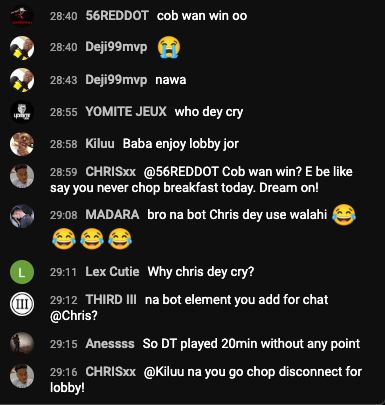 28:40 56REDDOT cob wan win oo
28:40 Deji99mvp 😭
28:43 Deji99mvp nawa
28:55 YOMITE JEUX who dey cry
28:58 Kiluu Baba enjoy lobby jor
28:59 CHRISxx @56REDDOT Cob wan win? E be like
say you never chop breakfast today. Dream on!
29:08 MADARA bro na bot Chris dey use walahi 😂
😂😂😂
L 29:11 Lex Cutie Why chris dey cry?
III 29:12 THIRD III na bot element you add for chat
@Chris?
29:15 Anessss So DT played 20min without any point
29:16 CHRISxx @Kiluu na you go chop disconnect for
lobby!